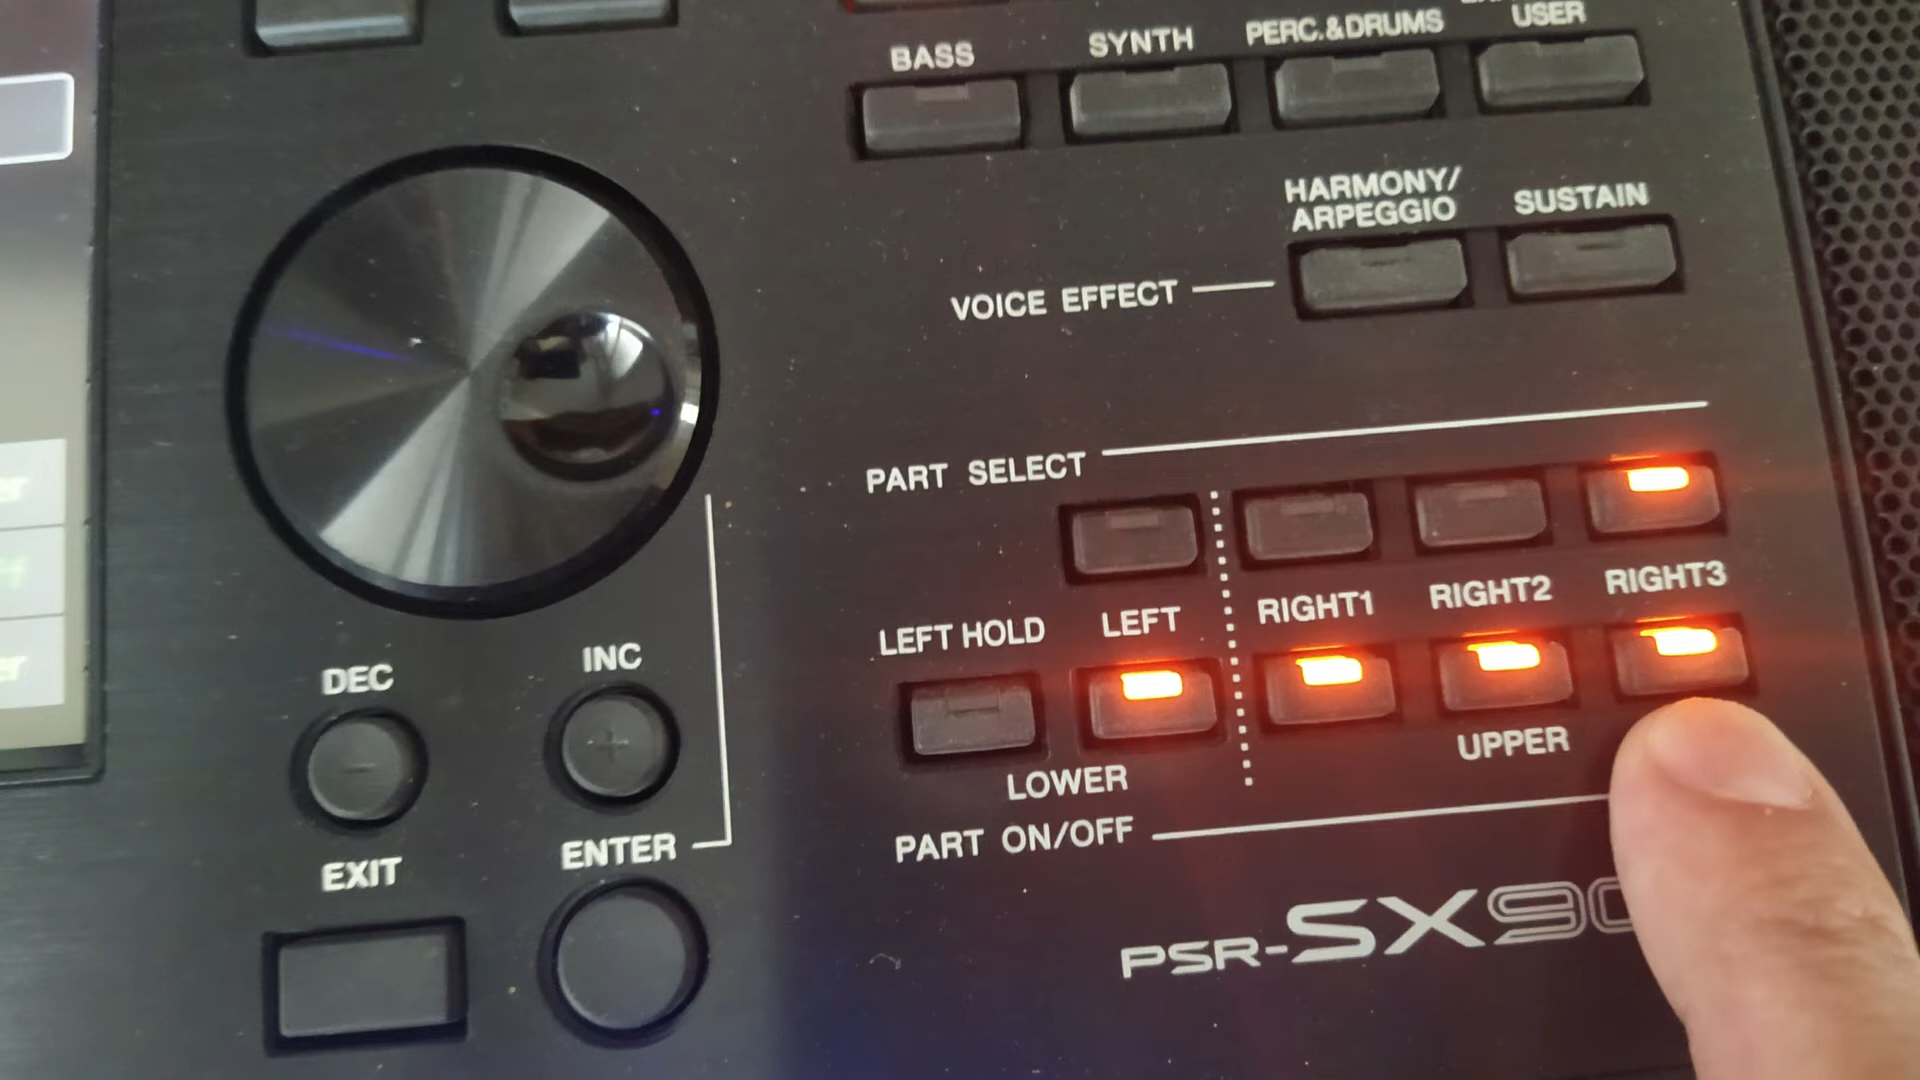 BASS
SYNTH
PERC.&DRUMS
USER
HARMONY/
ARPEGGIO
SUSTAIN
VOICE EFFECT
PART SELECT
LEFT HOLD
LEFT
RIGHT1
RIGHT2
RIGHT3
DEC
INC
LOWER
UPPER
PART ON/OFF
EXIT
ENTER
PSR-SX90